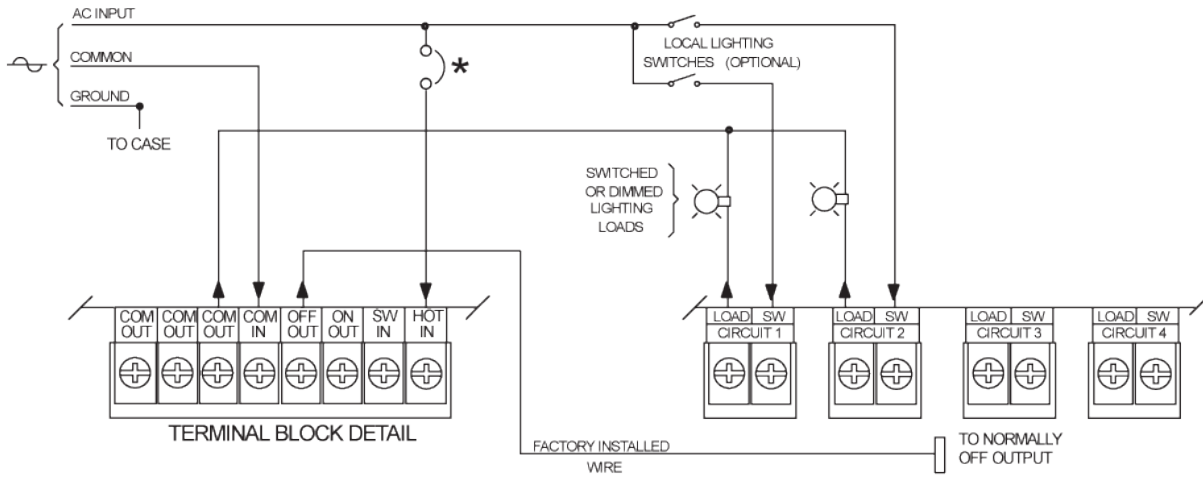 AC INPUT
COMMON
GROUND
TO CASE
*
LOCAL LIGHTING
SWITCHES (OPTIONAL)
SWITCHED
OR DIMMED
LIGHTING
LOADS
COM OUT
COM OUT
COM OUT
COM IN
OFF OUT
ON OUT
SW IN
HOT IN
TERMINAL BLOCK DETAIL
LOAD SW
CIRCUIT 1
LOAD SW
CIRCUIT 2
LOAD SW
CIRCUIT 3
LOAD SW
CIRCUIT 4
FACTORY INSTALLED
WIRE
TO NORMALLY
OFF OUTPUT